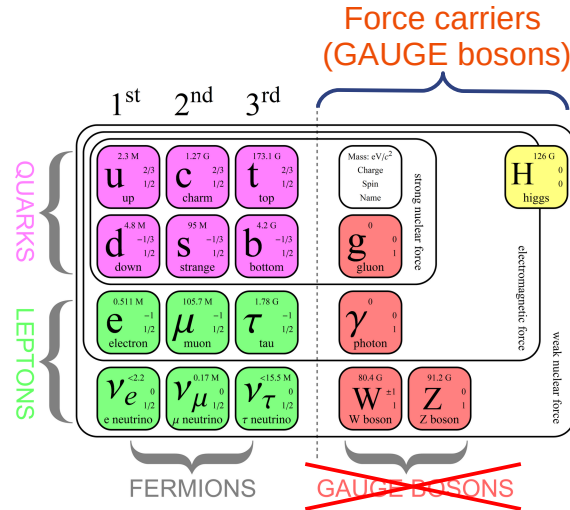 Force carriers
(GAUGE bosons)
1st 2nd 3rd
QUARKS
2.3 M
u
2/3
1/2
up
1.27 G
c
2/3
1/2
charm
173.1 G
t
2/3
1/2
top
Mass: eV/c²
Charge
Spin
Name
strong nuclear force
126 G
H
0
0
higgs
4.8 M
d
−1/3
1/2
down
95 M
s
−1/3
1/2
strange
4.2 G
b
−1/3
1/2
bottom
0
g
0
1
gluon
electromagnetic force
weak nuclear force
LEPTONS
0.511 M
e
−1
1/2
electron
105.7 M
μ
−1
1/2
muon
1.78 G
τ
−1
1/2
tau
0
γ
0
1
photon
<2.2
νe
0
1/2
e neutrino
<0.17 M
νμ
0
1/2
μ neutrino
<15.5 M
ντ
0
1/2
τ neutrino
80.4 G
W
±1
1
W boson
91.2 G
Z
0
1
Z boson
FERMIONS
GAUGE BOSONS